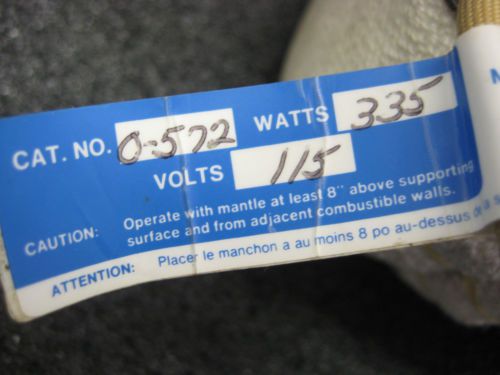 CAT. NO. 0-572 WATTS 335
VOLTS 115
CAUTION: Operate with mantle at least 8" above supporting
surface and from adjacent combustible walls.
ATTENTION: Placer le manchon a au moins 8 po au-dessus de a s